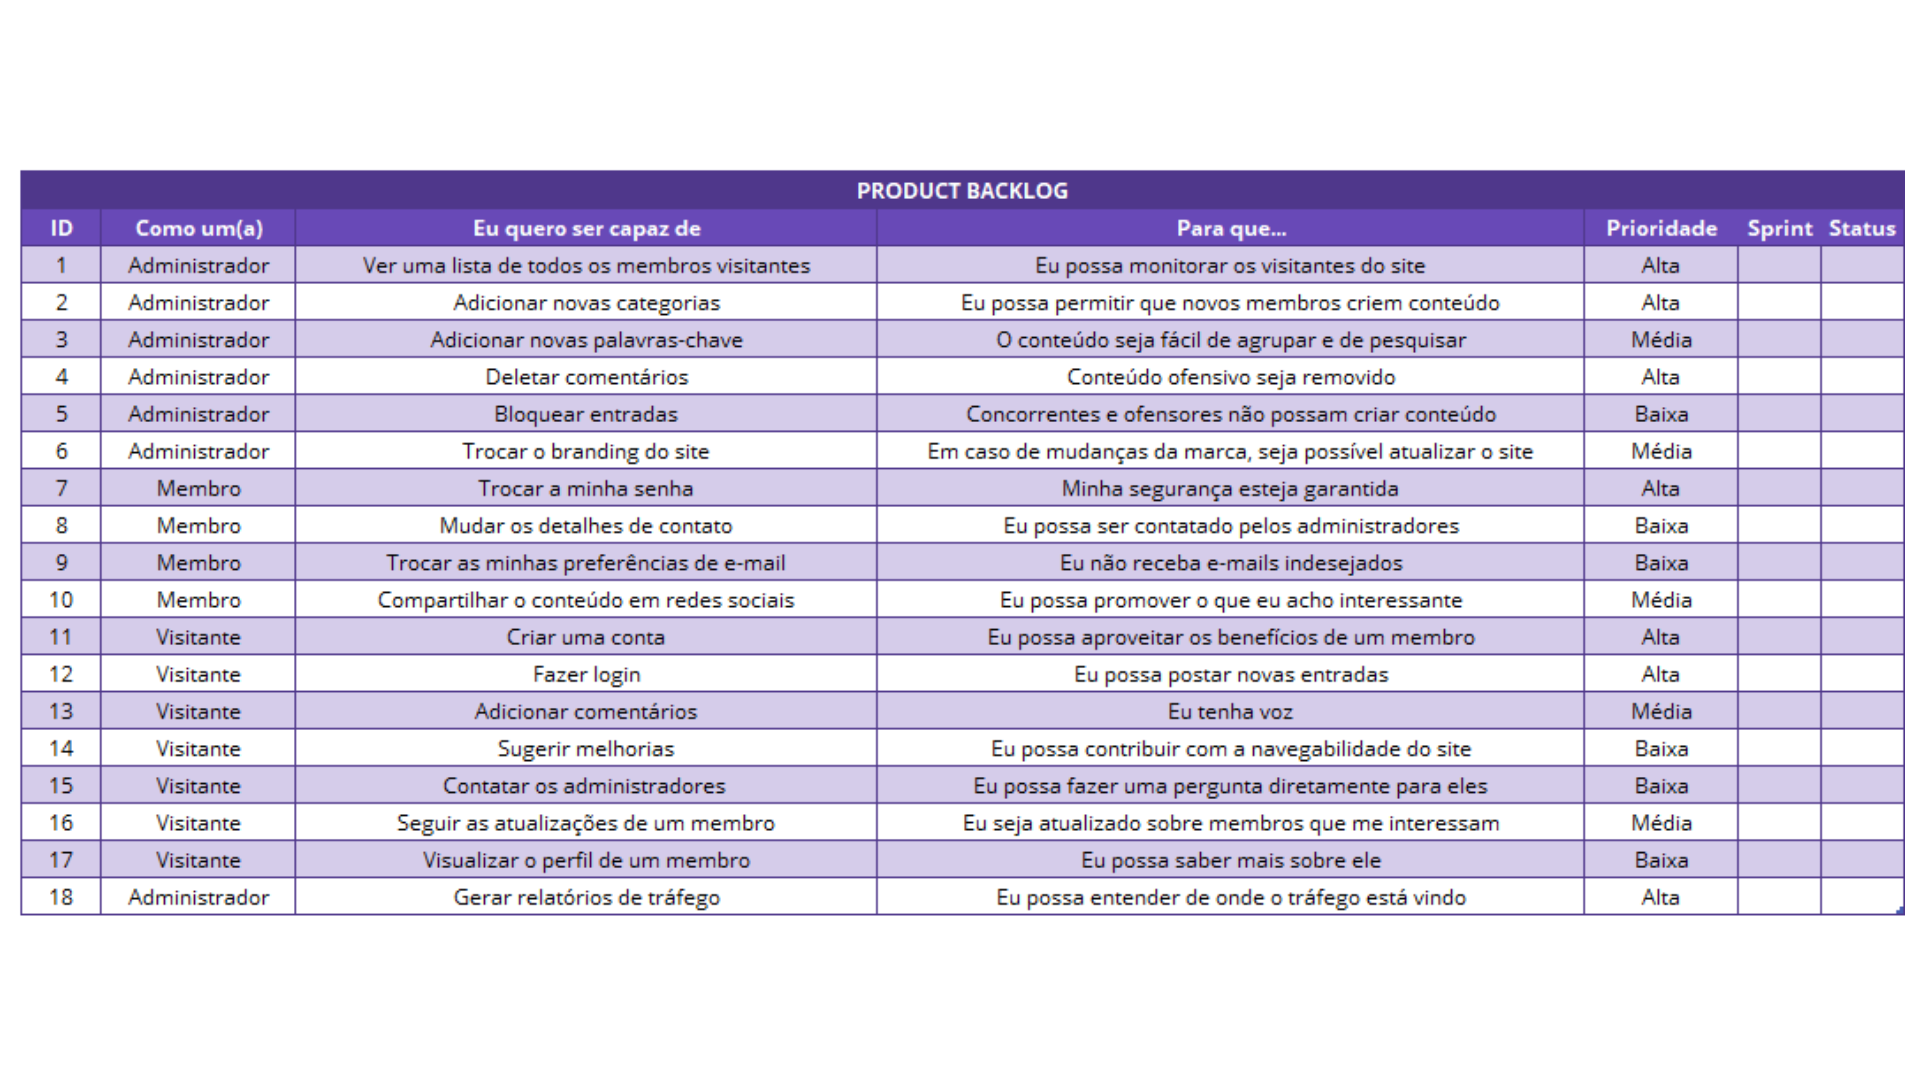 PRODUCT BACKLOG
ID Como um(a) Eu quero ser capaz de Para que... Prioridade Sprint Status
1 Administrador Ver uma lista de todos os membros visitantes Eu possa monitorar os visitantes do site Alta
2 Administrador Adicionar novas categorias Eu possa permitir que novos membros criem conteúdo Alta
3 Administrador Adicionar novas palavras-chave O conteúdo seja fácil de agrupar e de pesquisar Média
4 Administrador Deletar comentários Conteúdo ofensivo seja removido Alta
5 Administrador Bloquear entradas Concorrentes e ofensores não possam criar conteúdo Baixa
6 Administrador Trocar o branding do site Em caso de mudanças da marca, seja possível atualizar o site Média
7 Membro Trocar a minha senha Minha segurança esteja garantida Alta
8 Membro Mudar os detalhes de contato Eu possa ser contatado pelos administradores Baixa
9 Membro Trocar as minhas preferências de e-mail Eu não receba e-mails indesejados Baixa
10 Membro Compartilhar o conteúdo em redes sociais Eu possa promover o que eu acho interessante Média
11 Visitante Criar uma conta Eu possa aproveitar os benefícios de um membro Alta
12 Visitante Fazer login Eu possa postar novas entradas Alta
13 Visitante Adicionar comentários Eu tenha voz Média
14 Visitante Sugerir melhorias Eu possa contribuir com a navegabilidade do site Baixa
15 Visitante Contatar os administradores Eu possa fazer uma pergunta diretamente para eles Baixa
16 Visitante Seguir as atualizações de um membro Eu seja atualizado sobre membros que me interessam Média
17 Visitante Visualizar o perfil de um membro Eu possa saber mais sobre ele Baixa
18 Administrador Gerar relatórios de tráfego Eu possa entender de onde o tráfego está vindo Alta